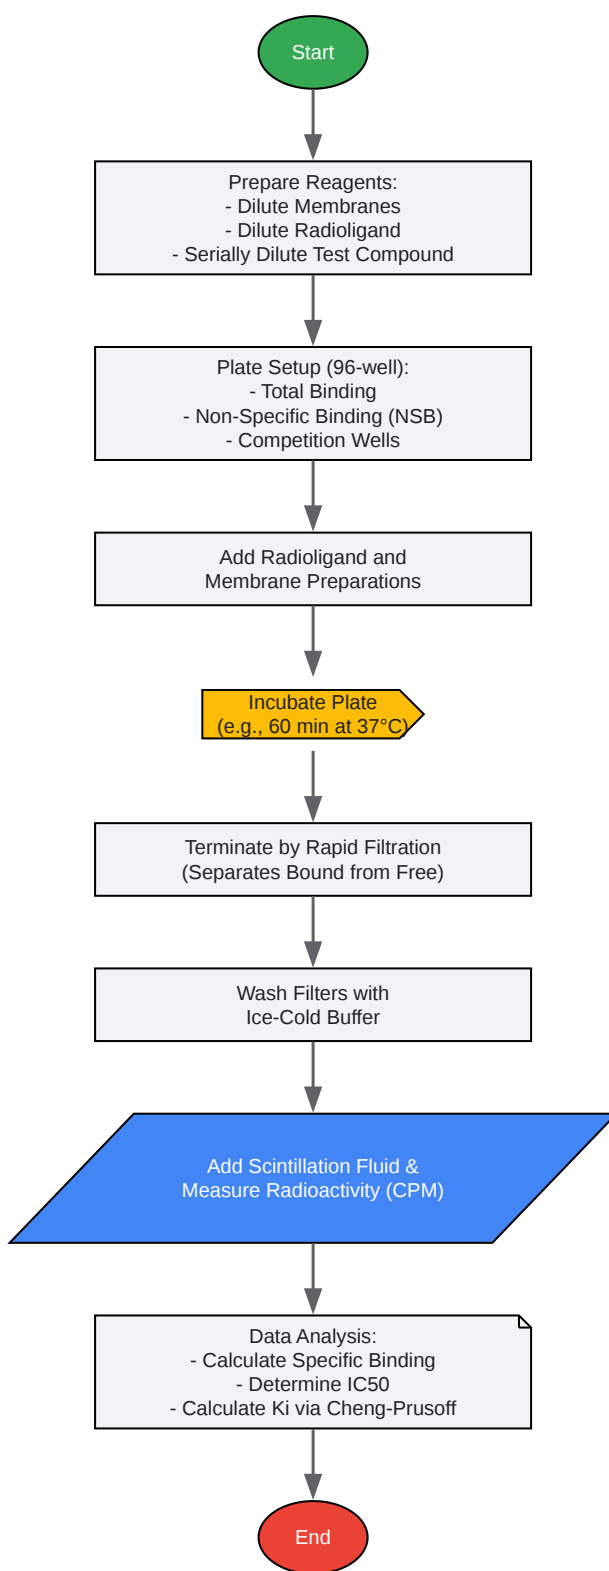 Start
Prepare Reagents:
- Dilute Membranes
- Dilute Radioligand
- Serially Dilute Test Compound
Plate Setup (96-well):
- Total Binding
- Non-Specific Binding (NSB)
- Competition Wells
Add Radioligand and
Membrane Preparations
Incubate Plate
(e.g., 60 min at 37°C)
Terminate by Rapid Filtration
(Separates Bound from Free)
Wash Filters with
Ice-Cold Buffer
Add Scintillation Fluid &
Measure Radioactivity (CPM)
Data Analysis:
- Calculate Specific Binding
- Determine IC50
- Calculate Ki via Cheng-Prusoff
End